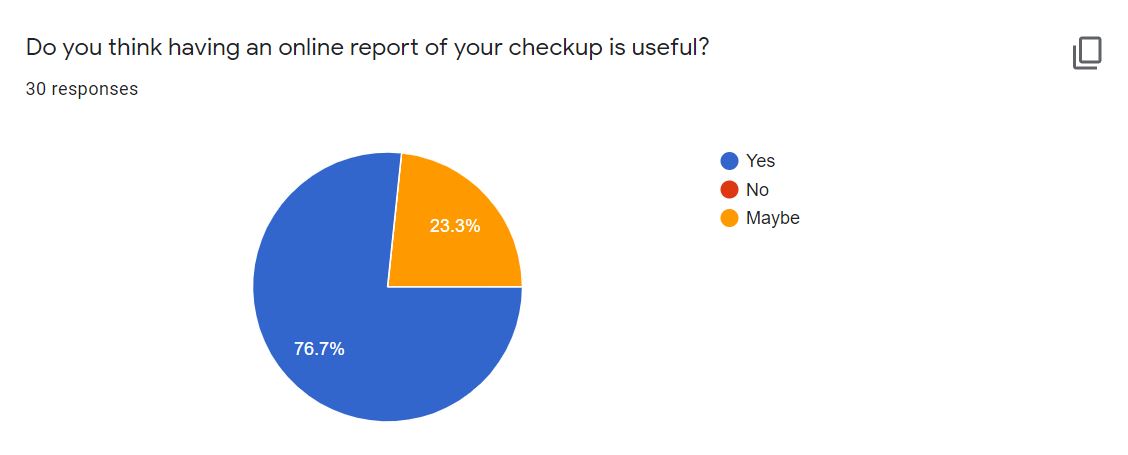 Do you think having an online report of your checkup is useful?
30 responses
Yes
No
Maybe
23.3%
76.7%